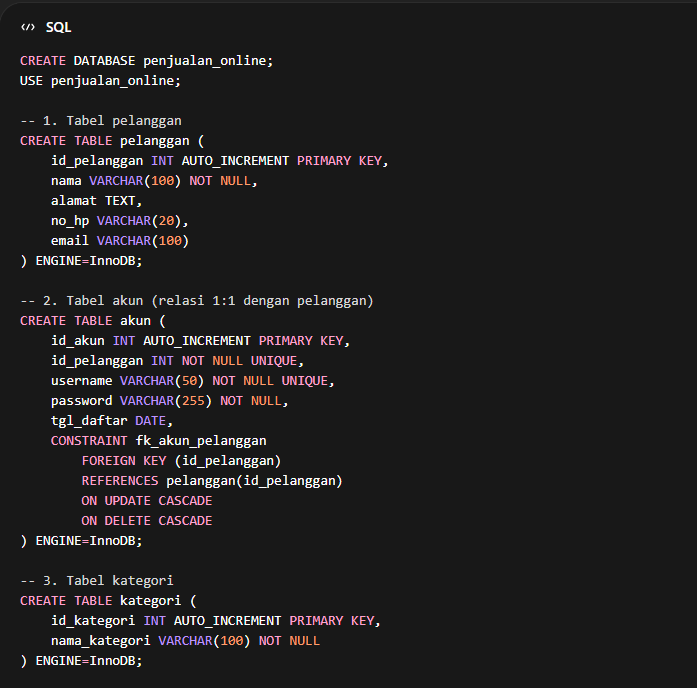 </> SQL
CREATE DATABASE penjualan_online;
USE penjualan_online;
-- 1. Tabel pelanggan
CREATE TABLE pelanggan (
    id_pelanggan INT AUTO_INCREMENT PRIMARY KEY,
    nama VARCHAR(100) NOT NULL,
    alamat TEXT,
    no_hp VARCHAR(20),
    email VARCHAR(100)
) ENGINE=InnoDB;
-- 2. Tabel akun (relasi 1:1 dengan pelanggan)
CREATE TABLE akun (
    id_akun INT AUTO_INCREMENT PRIMARY KEY,
    id_pelanggan INT NOT NULL UNIQUE,
    username VARCHAR(50) NOT NULL UNIQUE,
    password VARCHAR(255) NOT NULL,
    tgl_daftar DATE,
    CONSTRAINT fk_akun_pelanggan
        FOREIGN KEY (id_pelanggan)
        REFERENCES pelanggan(id_pelanggan)
        ON UPDATE CASCADE
        ON DELETE CASCADE
) ENGINE=InnoDB;
-- 3. Tabel kategori
CREATE TABLE kategori (
    id_kategori INT AUTO_INCREMENT PRIMARY KEY,
    nama_kategori VARCHAR(100) NOT NULL
) ENGINE=InnoDB;